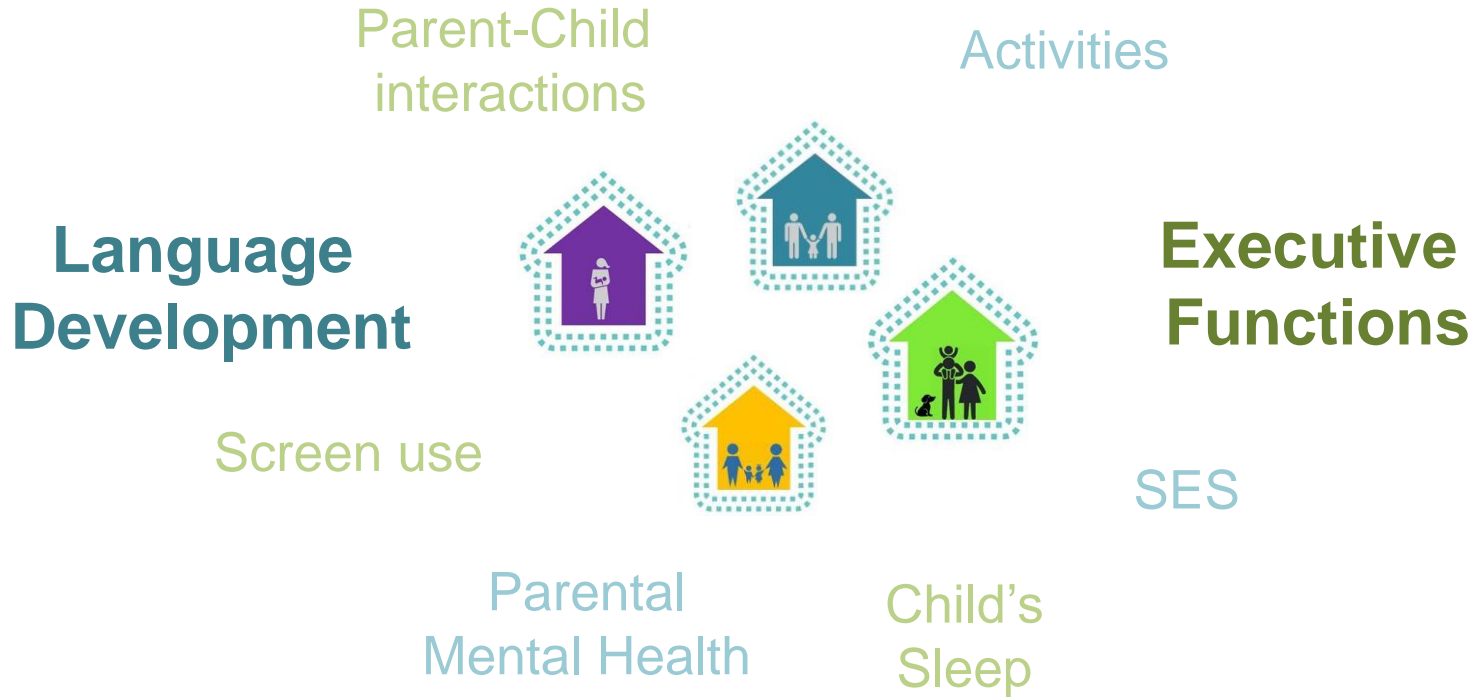 Parent-Child
interactions
Activities
Language
Development
Executive
Functions
Screen use
SES
Parental
Mental Health
Child’s
Sleep